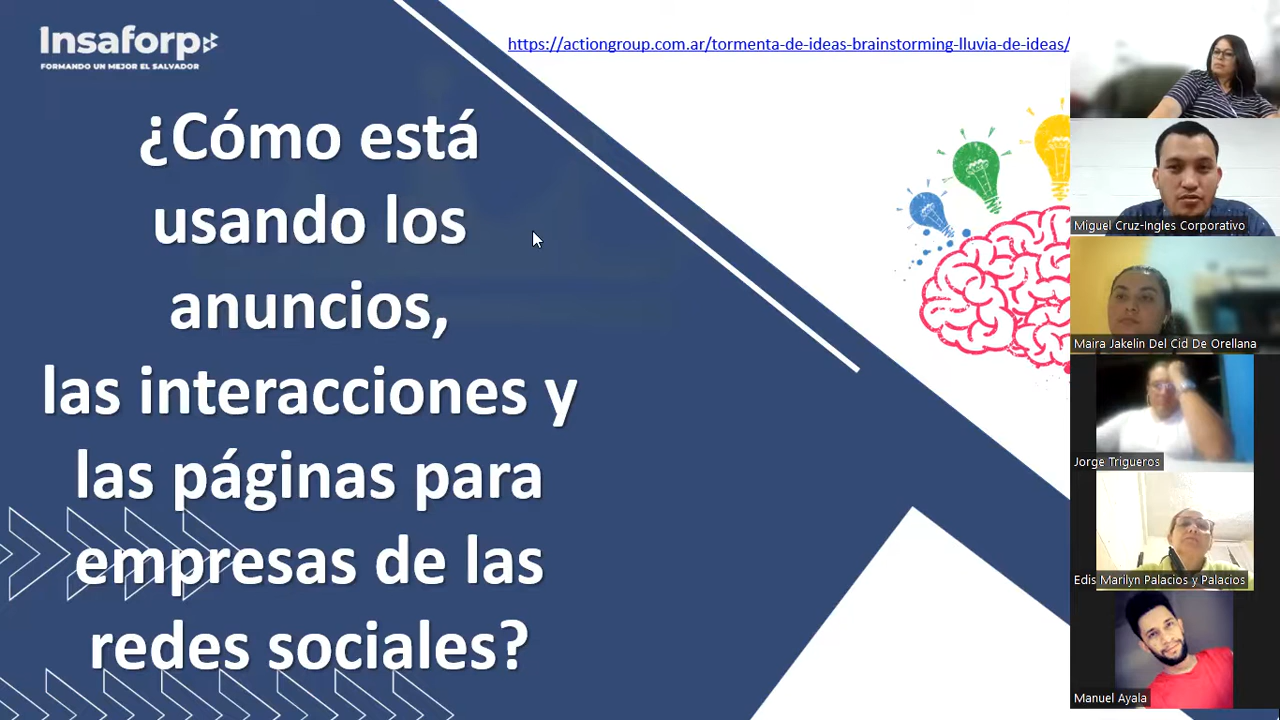 Insaforp
FORMANDO UN MEJOR EL SALVADOR
https://actiongroup.com.ar/tormenta-de-ideas-brainstorming-lluvia-de-ideas/
¿Cómo está
usando los
anuncios,
las interacciones y
las páginas para
empresas de las
redes sociales?
Miguel Cruz-Ingles Corporativo
Maira Jakelin Del Cid De Orellana
Jorge Trigueros
Edis Marilyn Palacios y Palacios
Manuel Ayala